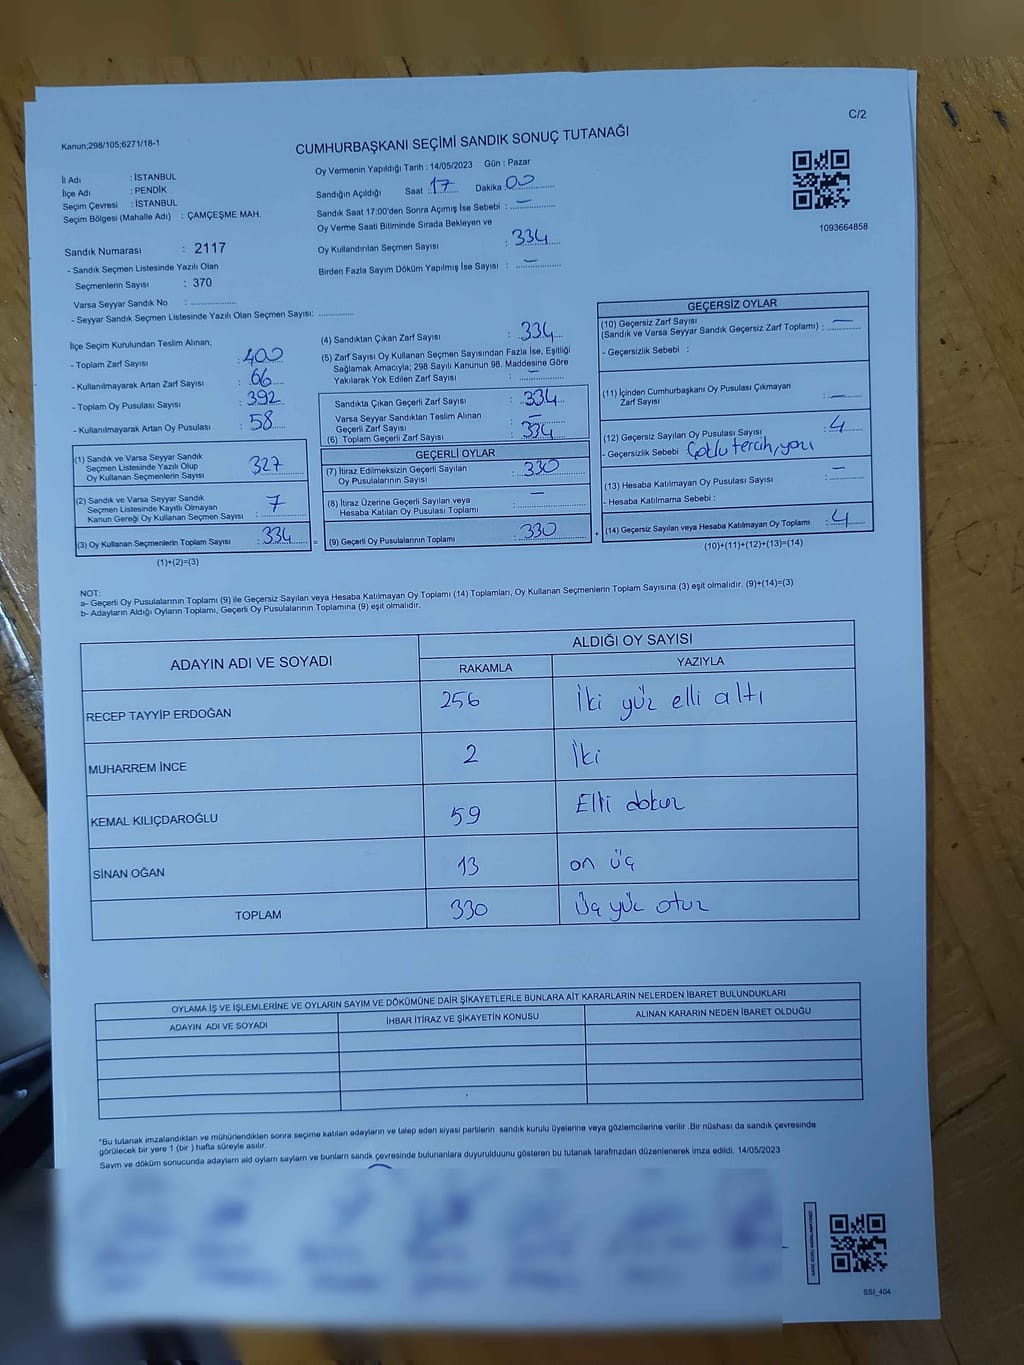 C/2
Kanun;298/105;6271/18-1
CUMHURBAŞKANI SEÇİMİ SANDIK SONUÇ TUTANAĞI
İl Adı : İSTANBUL
İlçe Adı : PENDİK
Seçim Çevresi : İSTANBUL
Seçim Bölgesi (Mahalle Adı) : ÇAMÇEŞME MAH.
Oy Vermenin Yapıldığı Tarih : 14/05/2023 Gün : Pazar
Sandığın Açıldığı Saat : 17 Dakika : 00
Sandık Saat 17:00'den Sonra Açılmış İse Sebebi : —
Oy Verme Saati Bitiminde Sırada Bekleyen ve
Oy Kullandırılan Seçmen Sayısı : 334
Birden Fazla Sayım Döküm Yapılmış İse Sayısı : —
1093664858
Sandık Numarası : 2117
- Sandık Seçmen Listesinde Yazılı Olan
Seçmenlerin Sayısı : 370
Varsa Seyyar Sandık No :
- Seyyar Sandık Seçmen Listesinde Yazılı Olan Seçmen Sayısı:
İlçe Seçim Kurulundan Teslim Alınan;
- Toplam Zarf Sayısı : 400
- Kullanılmayarak Artan Zarf Sayısı : 66
- Toplam Oy Pusulası Sayısı : 392
- Kullanılmayarak Artan Oy Pusulası : 58
(1) Sandık ve Varsa Seyyar Sandık
Seçmen Listesinde Yazılı Olup
Oy Kullanan Seçmenlerin Sayısı : 327
(2) Sandık ve Varsa Seyyar Sandık
Seçmen Listesinde Kayıtlı Olmayan
Kanun Gereği Oy Kullanan Seçmen Sayısı : 7
(3) Oy Kullanan Seçmenlerin Toplam Sayısı : 334
(1)+(2)=(3)
(4) Sandıktan Çıkan Zarf Sayısı : 334
(5) Zarf Sayısı Oy Kullanan Seçmen Sayısından Fazla İse, Eşitliği
Sağlamak Amacıyla; 298 Sayılı Kanunun 98. Maddesine Göre
Yakılarak Yok Edilen Zarf Sayısı : —
Sandıkta Çıkan Geçerli Zarf Sayısı : 334
Varsa Seyyar Sandıktan Teslim Alınan
Geçerli Zarf Sayısı : —
(6) Toplam Geçerli Zarf Sayısı : 334
GEÇERLİ OYLAR
(7) İtiraz Edilmeksizin Geçerli Sayılan
Oy Pusulalarının Sayısı : 330
(8) İtiraz Üzerine Geçerli Sayılan veya
Hesaba Katılan Oy Pusulası Toplamı : —
= (9) Geçerli Oy Pusulalarının Toplamı : 330
GEÇERSİZ OYLAR
(10) Geçersiz Zarf Sayısı
(Sandık ve Varsa Seyyar Sandık Geçersiz Zarf Toplamı) : —
- Geçersizlik Sebebi :
(11) İçinden Cumhurbaşkanı Oy Pusulası Çıkmayan
Zarf Sayısı : —
(12) Geçersiz Sayılan Oy Pusulası Sayısı : 4
- Geçersizlik Sebebi Çoklu tercih, yazı
(13) Hesaba Katılmayan Oy Pusulası Sayısı : —
- Hesaba Katılmama Sebebi :
+ (14) Geçersiz Sayılan veya Hesaba Katılmayan Oy Toplamı : 4
(10)+(11)+(12)+(13)=(14)
NOT:
a- Geçerli Oy Pusulalarının Toplamı (9) ile Geçersiz Sayılan veya Hesaba Katılmayan Oy Toplamı (14) Toplamları, Oy Kullanan Seçmenlerin Toplam Sayısına (3) eşit olmalıdır. (9)+(14)=(3)
b- Adayların Aldığı Oyların Toplamı, Geçerli Oy Pusulalarının Toplamına (9) eşit olmalıdır.
ADAYIN ADI VE SOYADI ALDIĞI OY SAYISI
RAKAMLA YAZIYLA
RECEP TAYYİP ERDOĞAN 256 İki yüz elli altı
MUHARREM İNCE 2 İki
KEMAL KILIÇDAROĞLU 59 Elli dokuz
SİNAN OĞAN 13 on üç
TOPLAM 330 Üç yüz otuz
OYLAMA İŞ VE İŞLEMLERİNE VE OYLARIN SAYIM VE DÖKÜMÜNE DAİR ŞİKAYETLERLE BUNLARA AİT KARARLARIN NELERDEN İBARET BULUNDUKLARI
ADAYIN ADI VE SOYADI İHBAR İTİRAZ VE ŞİKAYETİN KONUSU ALINAN KARARIN NEDEN İBARET OLDUĞU
*Bu tutanak imzalandıktan ve mühürlendikten sonra seçime katılan adayların ve talep eden siyasi partilerin sandık kurulu üyelerine veya gözlemcilerine verilir .Bir nüshası da sandık çevresinde
görülecek bir yere 1 (bir ) hafta süreyle asılır.
Sayım ve döküm sonucunda adayların ald oyların sayların ve bunların sandk çevresinde bulunanlara duyurulduunu gösteren bu tutanak tarafmzdan düzenlenerek imza edildi. 14/05/2023
SSİ_404